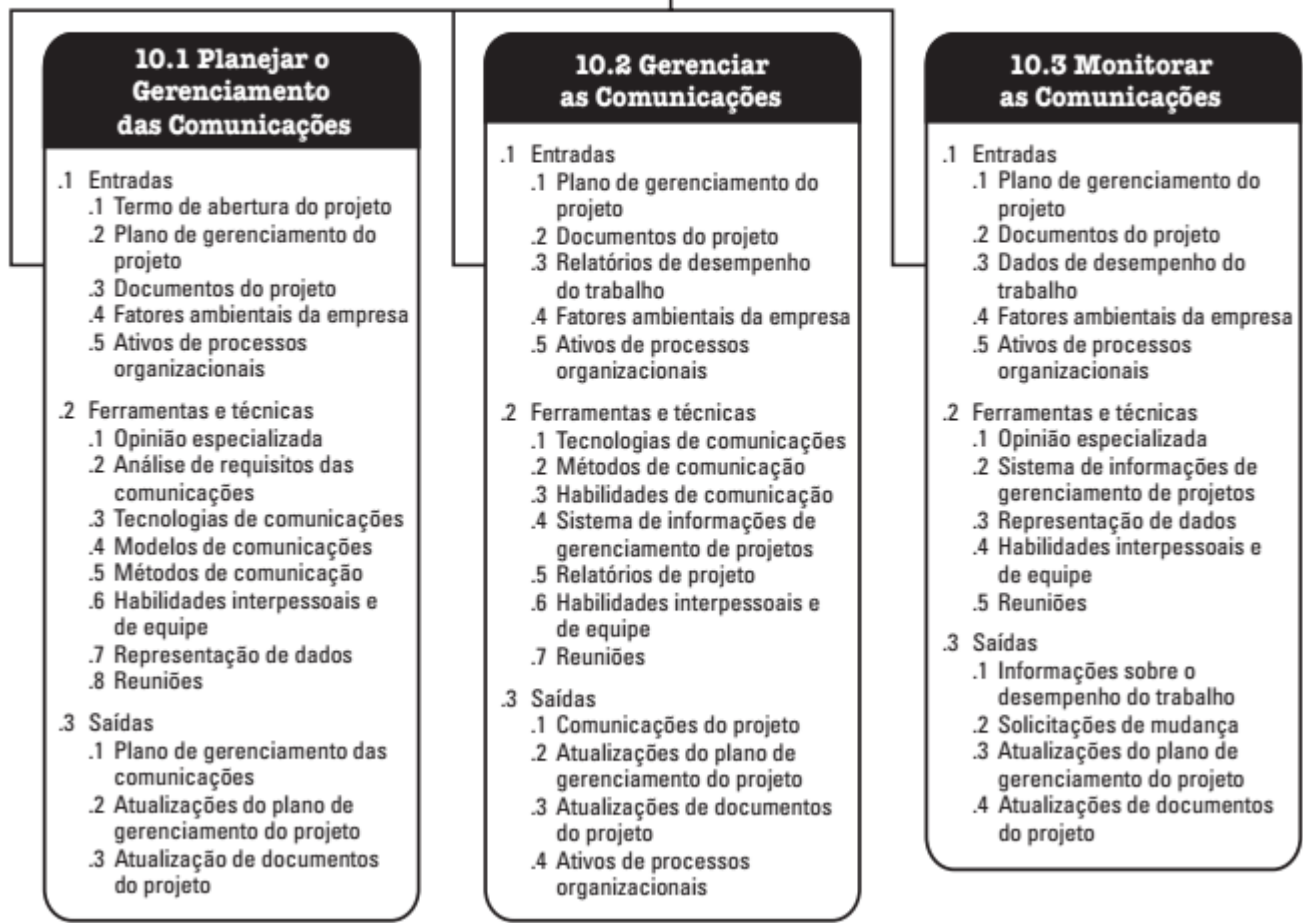 10.1 Planejar o
Gerenciamento
das Comunicações
.1 Entradas
.1 Termo de abertura do projeto
.2 Plano de gerenciamento do
projeto
.3 Documentos do projeto
.4 Fatores ambientais da empresa
.5 Ativos de processos
organizacionais
.2 Ferramentas e técnicas
.1 Opinião especializada
.2 Análise de requisitos das
comunicações
.3 Tecnologias de comunicações
.4 Modelos de comunicações
.5 Métodos de comunicação
.6 Habilidades interpessoais e
de equipe
.7 Representação de dados
.8 Reuniões
.3 Saídas
.1 Plano de gerenciamento das
comunicações
.2 Atualizações do plano de
gerenciamento do projeto
.3 Atualização de documentos
do projeto
10.2 Gerenciar
as Comunicações
.1 Entradas
.1 Plano de gerenciamento do
projeto
.2 Documentos do projeto
.3 Relatórios de desempenho
do trabalho
.4 Fatores ambientais da empresa
.5 Ativos de processos
organizacionais
.2 Ferramentas e técnicas
.1 Tecnologias de comunicações
.2 Métodos de comunicação
.3 Habilidades de comunicação
.4 Sistema de informações de
gerenciamento de projetos
.5 Relatórios de projeto
.6 Habilidades interpessoais e
de equipe
.7 Reuniões
.3 Saídas
.1 Comunicações do projeto
.2 Atualizações do plano de
gerenciamento do projeto
.3 Atualizações de documentos
do projeto
.4 Ativos de processos
organizacionais
10.3 Monitorar
as Comunicações
.1 Entradas
.1 Plano de gerenciamento do
projeto
.2 Documentos do projeto
.3 Dados de desempenho do
trabalho
.4 Fatores ambientais da empresa
.5 Ativos de processos
organizacionais
.2 Ferramentas e técnicas
.1 Opinião especializada
.2 Sistema de informações de
gerenciamento de projetos
.3 Representação de dados
.4 Habilidades interpessoais e
de equipe
.5 Reuniões
.3 Saídas
.1 Informações sobre o
desempenho do trabalho
.2 Solicitações de mudança
.3 Atualizações do plano de
gerenciamento do projeto
.4 Atualizações de documentos
do projeto